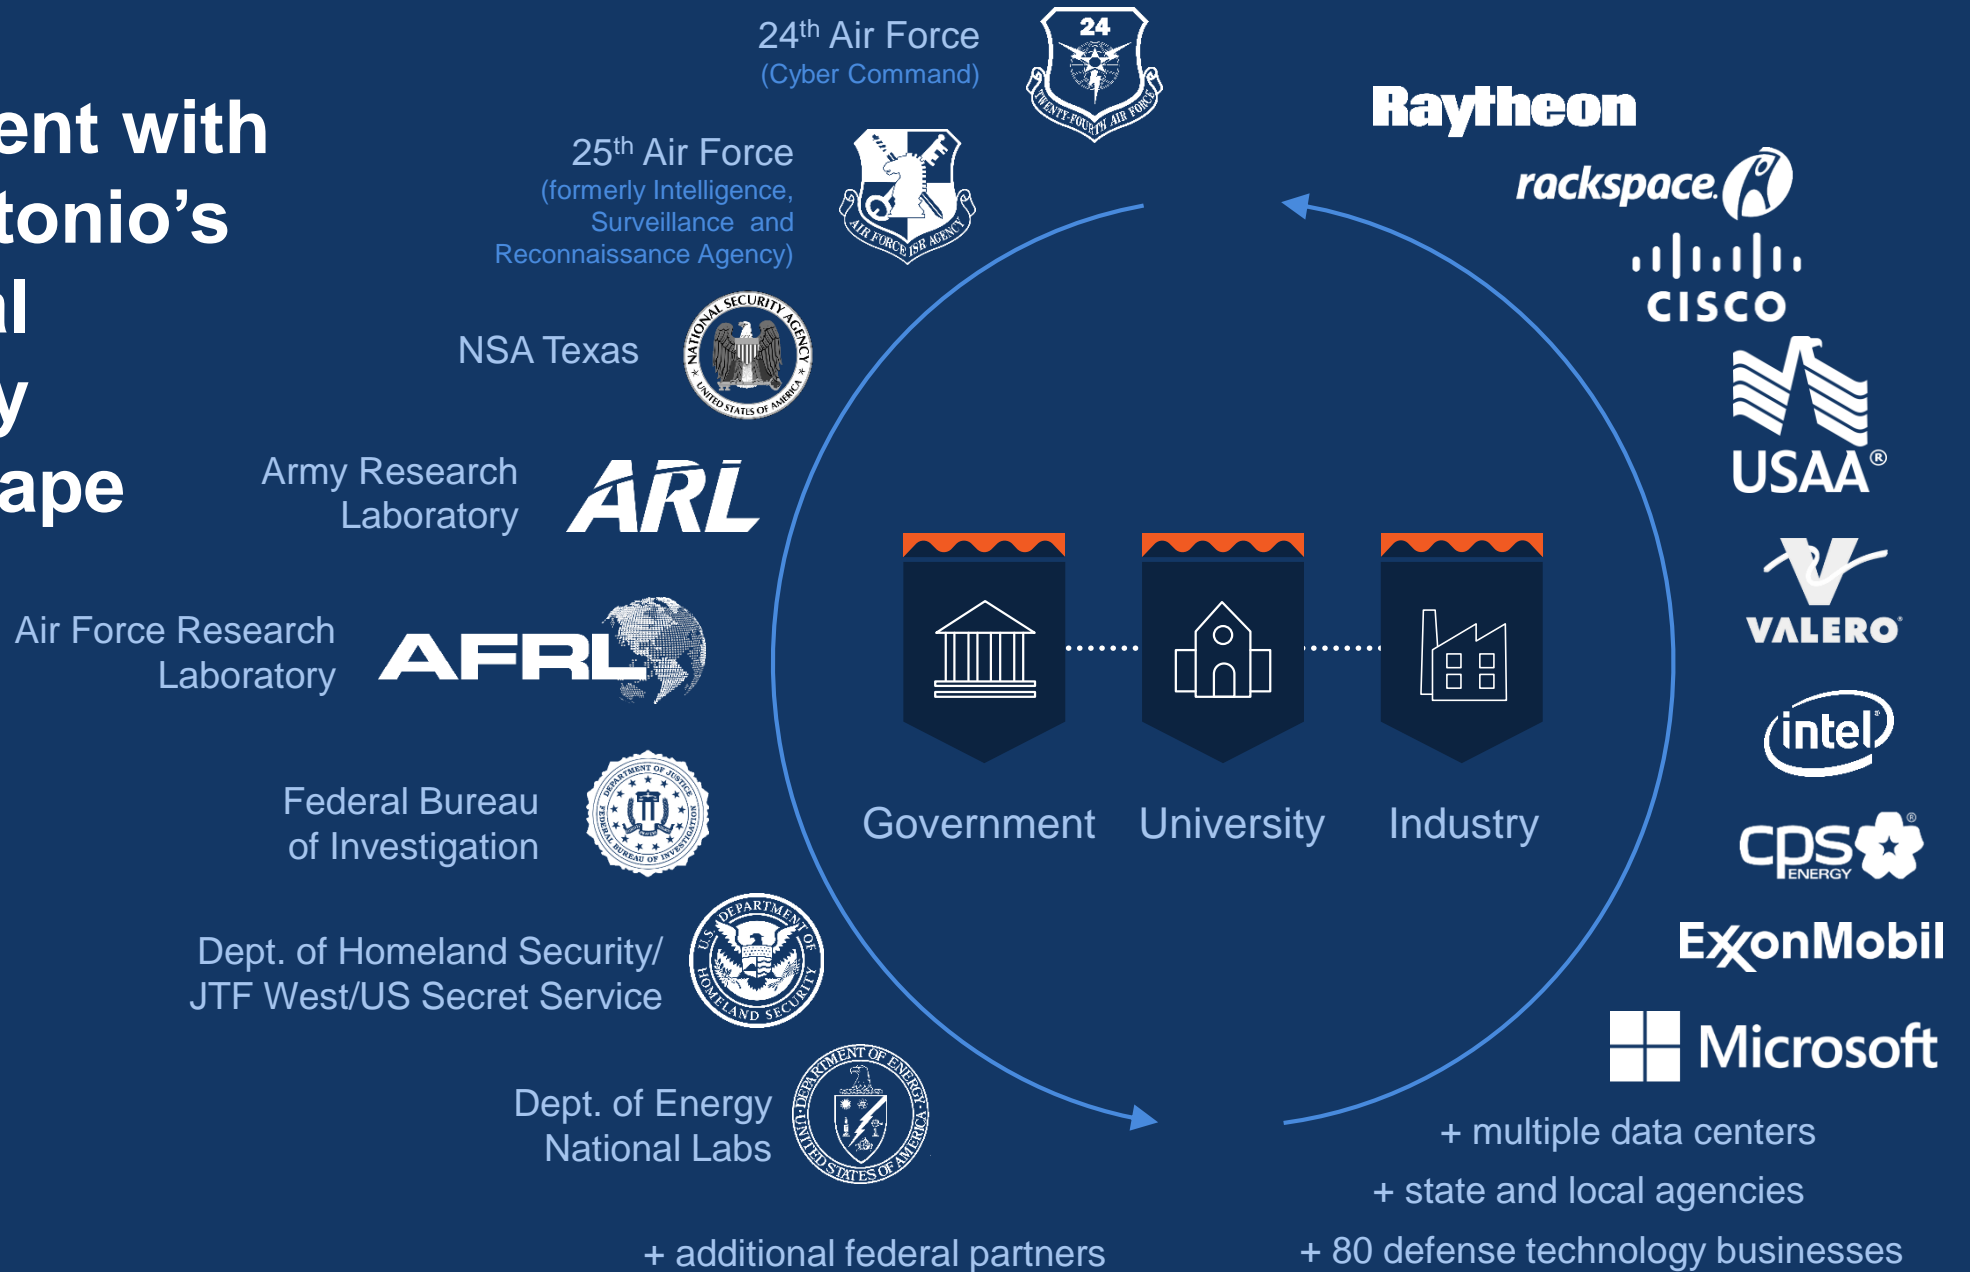 ent with
tonio’s
al
y
ape
24th Air Force
(Cyber Command)
24
TWENTY-FOURTH AIR FORCE
25th Air Force
(formerly Intelligence,
Surveillance and
Reconnaissance Agency)
AIR FORCE ISR AGENCY
NSA Texas
NATIONAL SECURITY AGENCY
UNITED STATES OF AMERICA
Army Research
Laboratory
ARL
Air Force Research
Laboratory
AFRL
Federal Bureau
of Investigation
DEPARTMENT OF JUSTICE
FEDERAL BUREAU OF INVESTIGATION
Dept. of Homeland Security/
JTF West/US Secret Service
U.S. DEPARTMENT OF
HOMELAND SECURITY
Dept. of Energy
National Labs
DEPARTMENT OF ENERGY
UNITED STATES OF AMERICA
+ additional federal partners
Government
University
Industry
Raytheon
rackspace.
CISCO
USAA®
VALERO®
intel®
cps®
ENERGY
ExxonMobil
Microsoft
+ multiple data centers
+ state and local agencies
+ 80 defense technology businesses